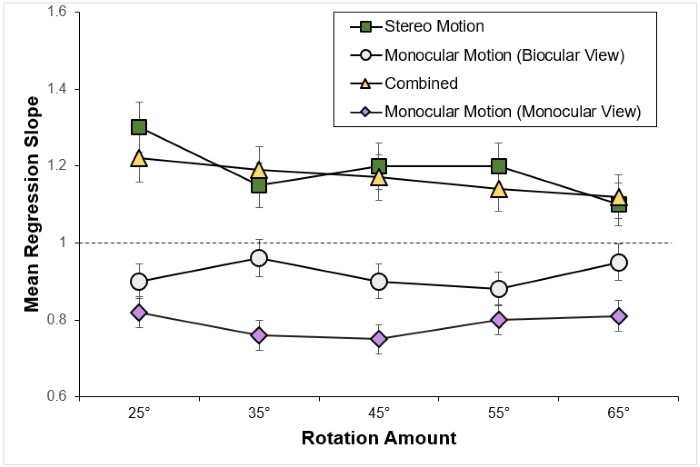 1.6
Stereo Motion
Monocular Motion (Biocular View)
Combined
Monocular Motion (Monocular View)
1.4
1.2
1
0.8
0.6
Mean Regression Slope
25° 35° 45° 55° 65°
Rotation Amount